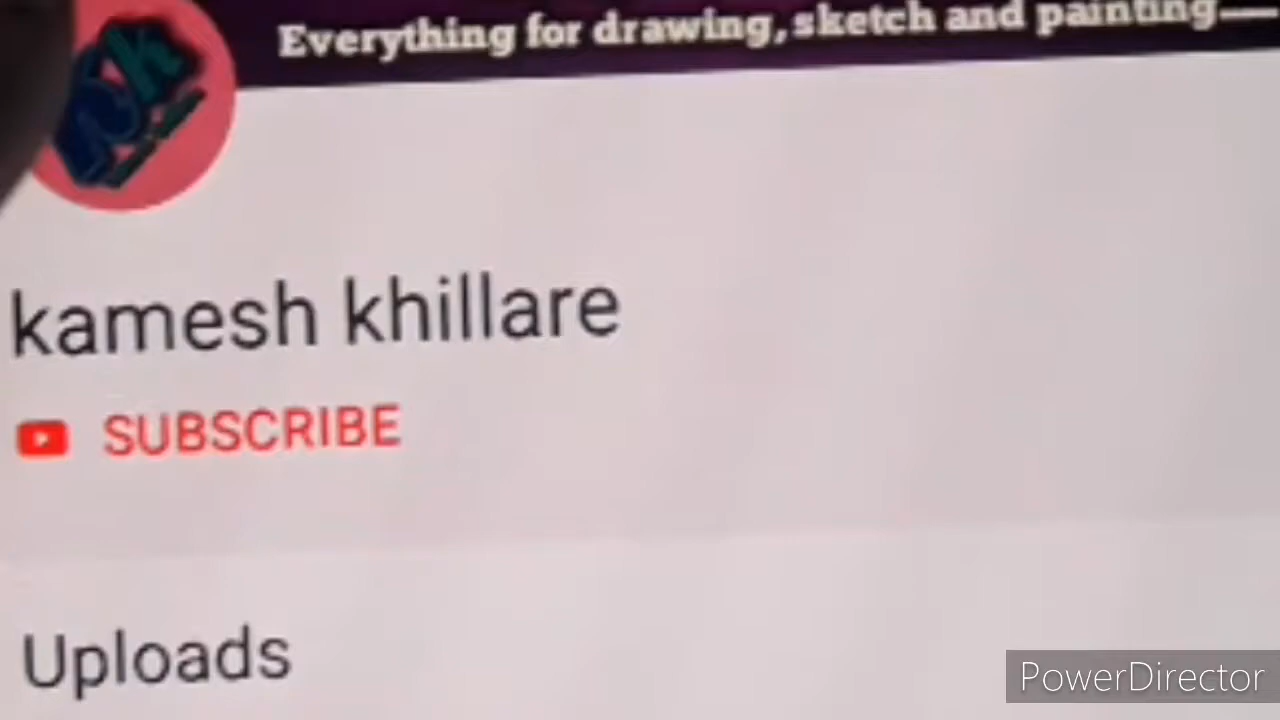 Everything for drawing, sketch and painting
kamesh khillare
SUBSCRIBE
Uploads
PowerDirector